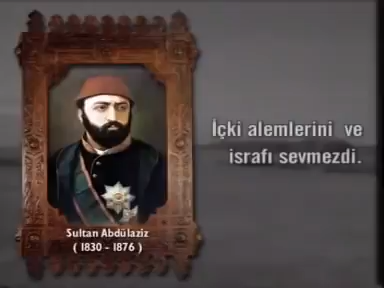 İçki alemlerini ve
israfı sevmezdi.
Sultan Abdülaziz
( 1830 - 1876 )